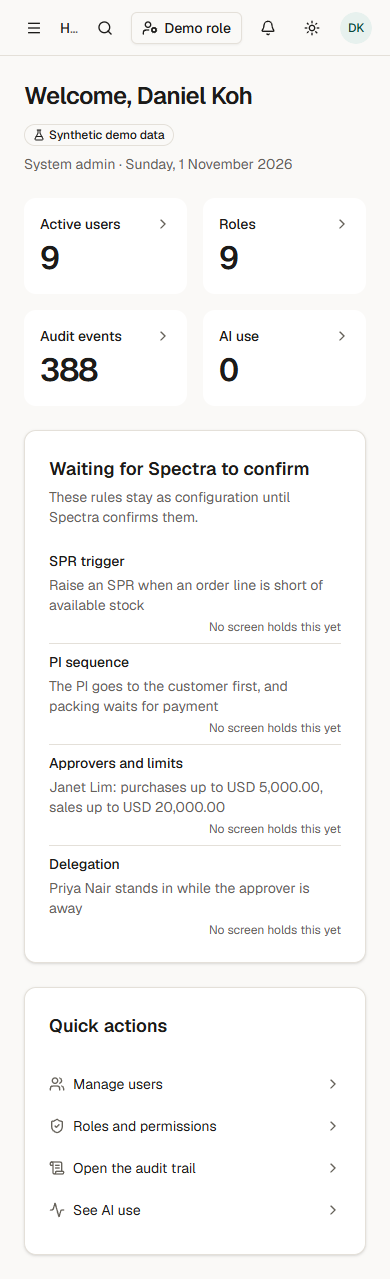 H...
Demo role
DK
Welcome, Daniel Koh
Synthetic demo data
System admin · Sunday, 1 November 2026
Active users
9
Roles
9
Audit events
388
AI use
0
Waiting for Spectra to confirm
These rules stay as configuration until
Spectra confirms them.
SPR trigger
Raise an SPR when an order line is short of
available stock
No screen holds this yet
PI sequence
The PI goes to the customer first, and
packing waits for payment
No screen holds this yet
Approvers and limits
Janet Lim: purchases up to USD 5,000.00,
sales up to USD 20,000.00
No screen holds this yet
Delegation
Priya Nair stands in while the approver is
away
No screen holds this yet
Quick actions
Manage users
Roles and permissions
Open the audit trail
See AI use